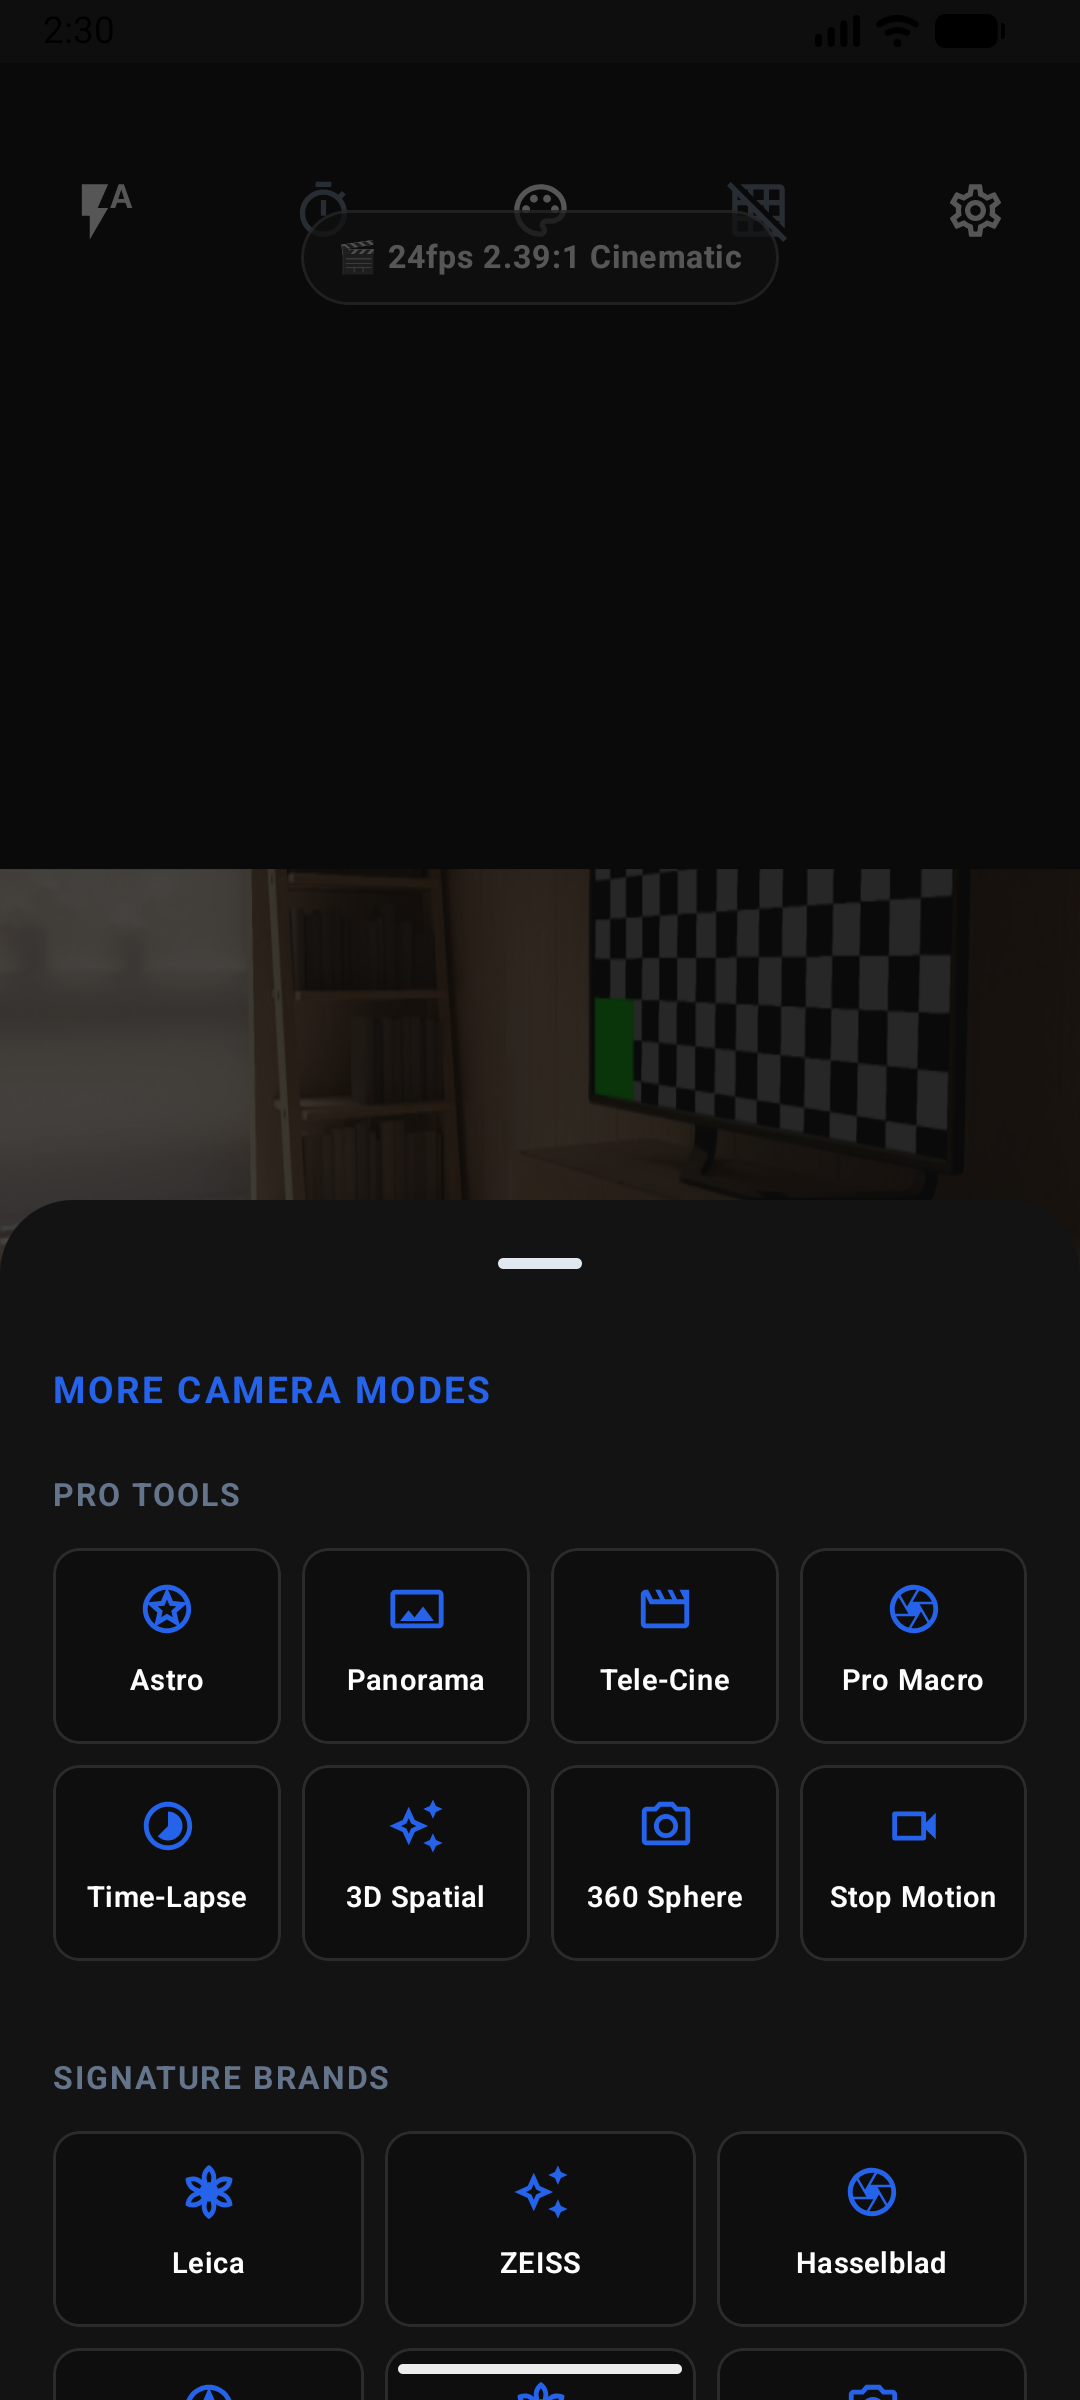 2:30
A
🎬 24fps 2.39:1 Cinematic
MORE CAMERA MODES
PRO TOOLS
Astro
Panorama
Tele-Cine
Pro Macro
Time-Lapse
3D Spatial
360 Sphere
Stop Motion
SIGNATURE BRANDS
Leica
ZEISS
Hasselblad